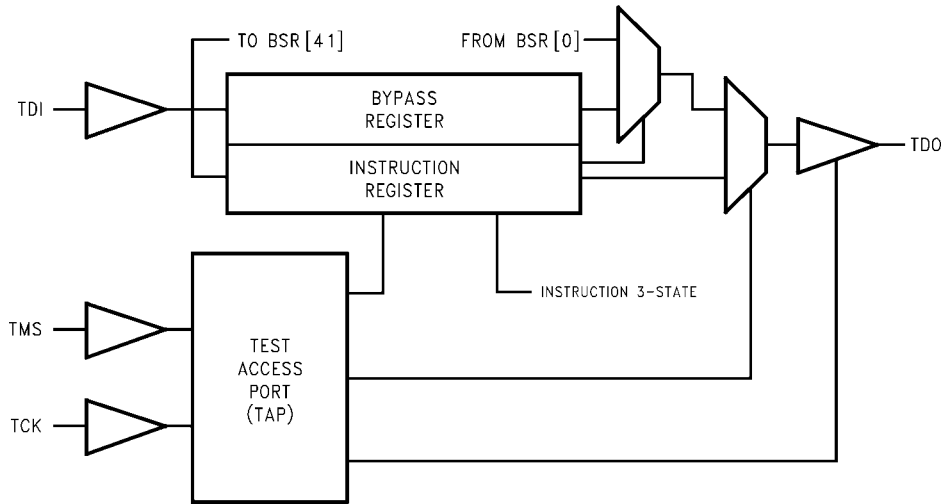 TO BSR[41]
FROM BSR[0]
TDI
BYPASS
REGISTER
INSTRUCTION
REGISTER
TDO
INSTRUCTION 3-STATE
TMS
TEST
ACCESS
PORT
(TAP)
TCK